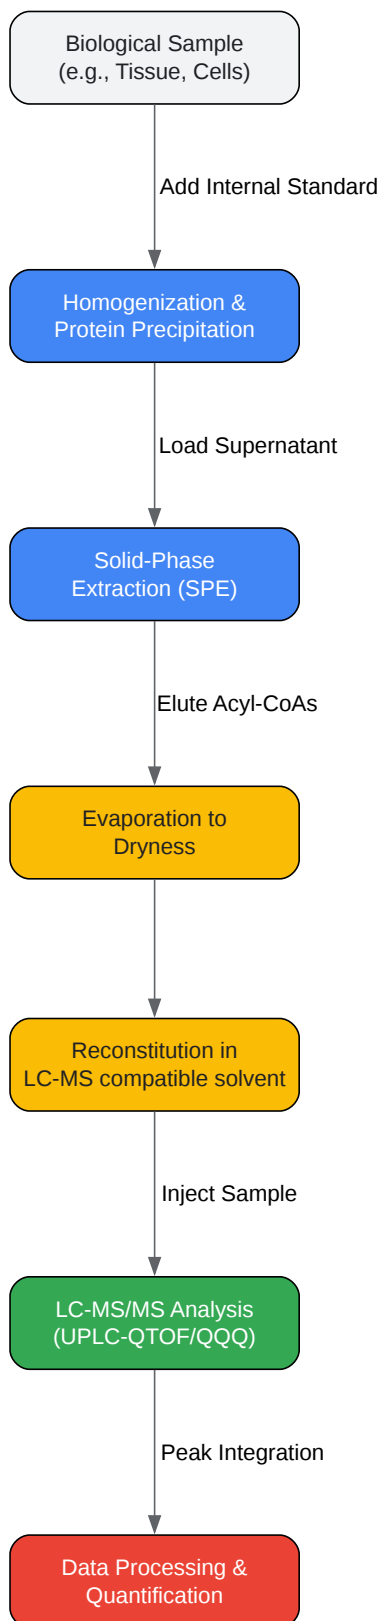 Biological Sample
(e.g., Tissue, Cells)
Add Internal Standard
Homogenization &
Protein Precipitation
Load Supernatant
Solid-Phase
Extraction (SPE)
Elute Acyl-CoAs
Evaporation to
Dryness
Reconstitution in
LC-MS compatible solvent
Inject Sample
LC-MS/MS Analysis
(UPLC-QTOF/QQQ)
Peak Integration
Data Processing &
Quantification